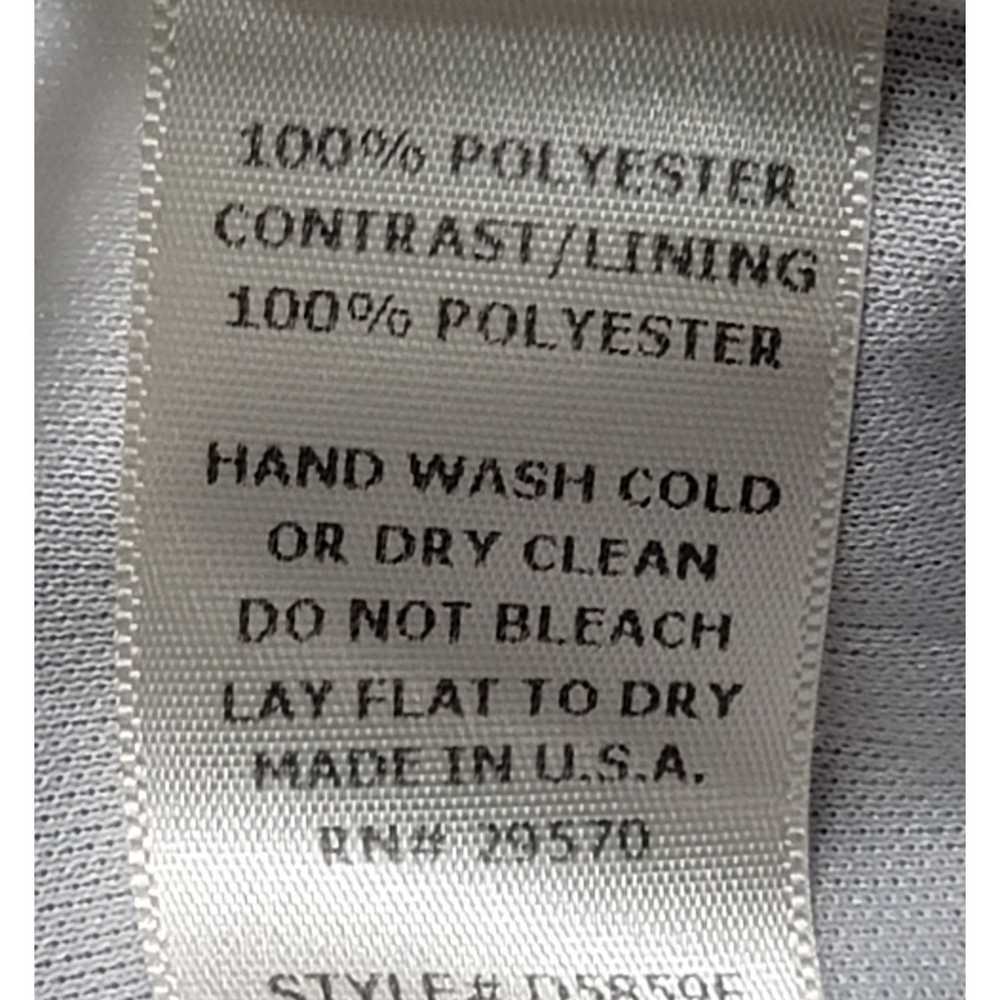 100% POLYESTER
CONTRAST/LINING
100% POLYESTER
HAND WASH COLD
OR DRY CLEAN
DO NOT BLEACH
LAY FLAT TO DRY
MADE IN U.S.A.
RN# 29570
STYLE#